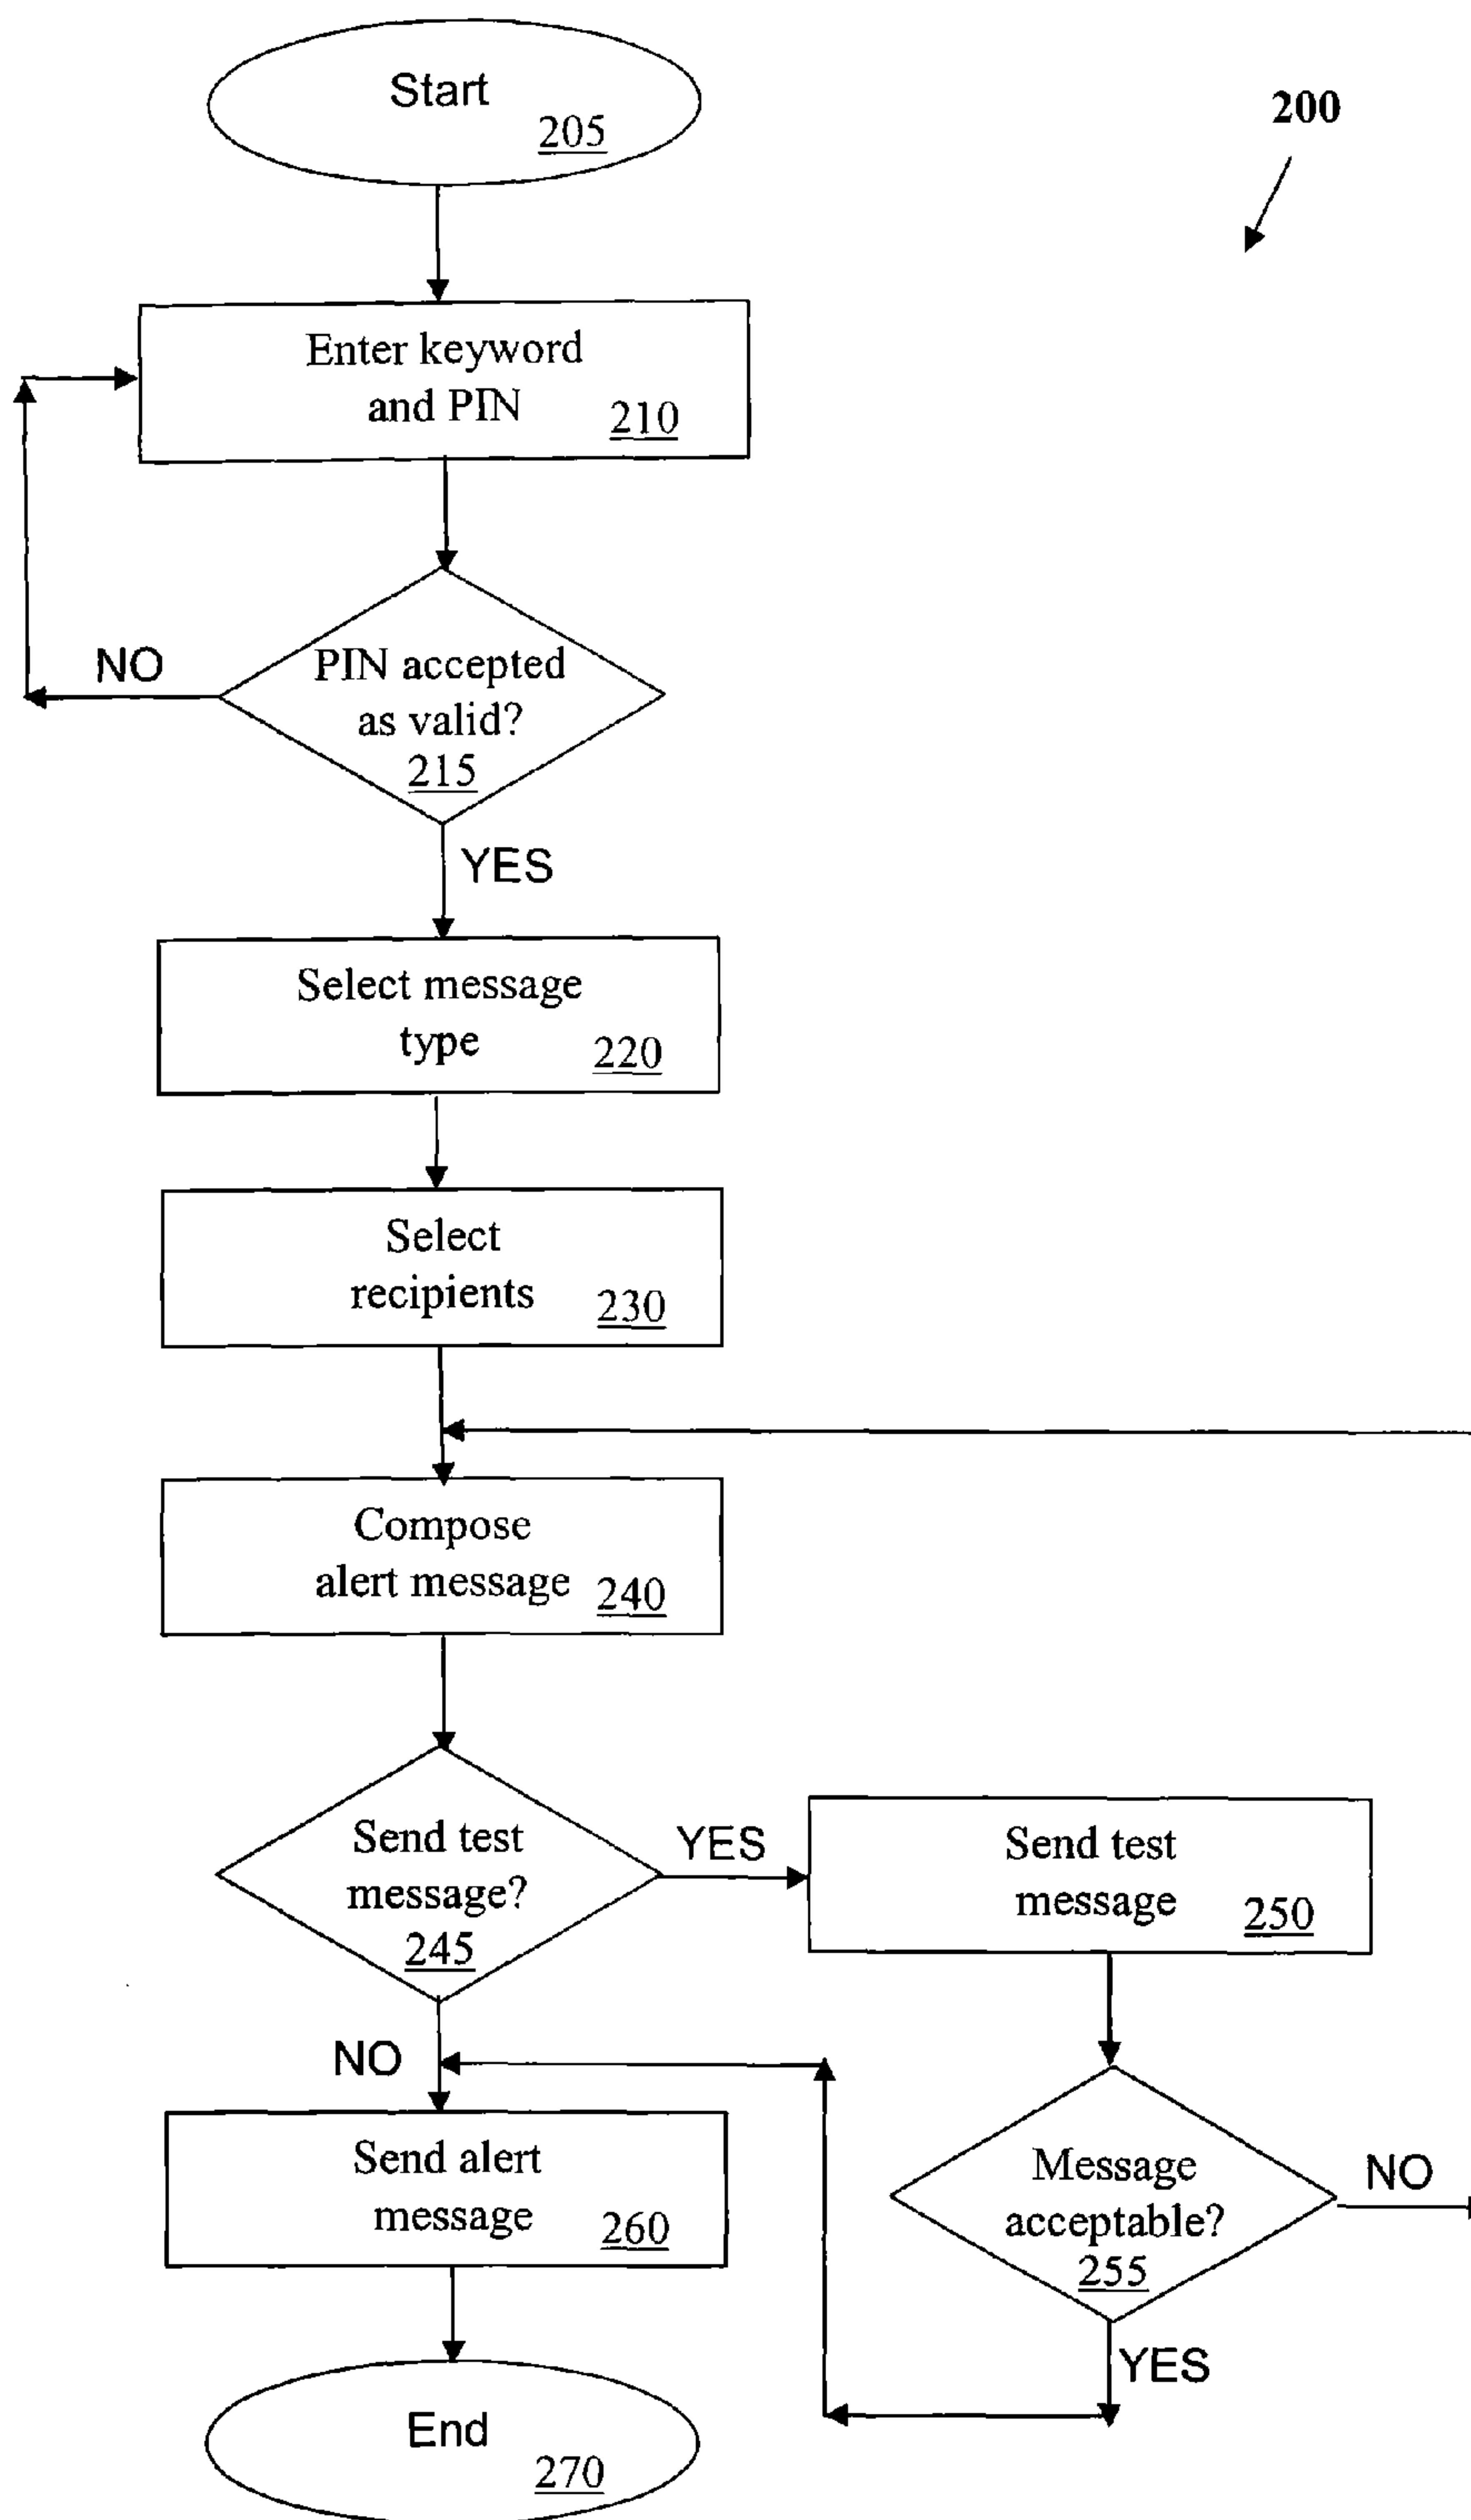 Start
205
200
Enter keyword
and PIN
210
NO
PIN accepted
as valid?
215
YES
Select message
type
220
Select
recipients
230
Compose
alert message
240
Send test
message?
245
YES
Send test
message
250
NO
Send alert
message
260
Message
acceptable?
255
NO
YES
End
270